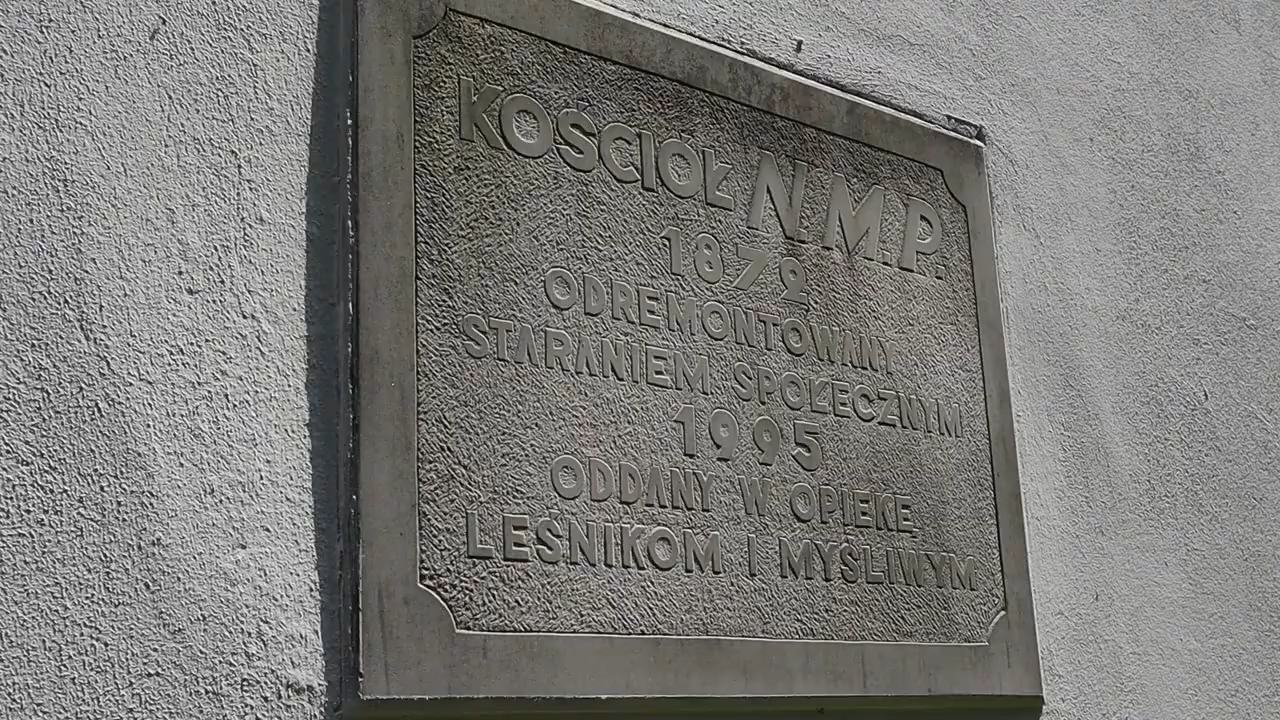 KOŚCIÓŁ N.M.P.
1872
ODREMONTOWANY
STARANIEM SPOŁECZNYM
1995
ODDANY W OPIEKĘ
LEŚNIKOM I MYŚLIWYM